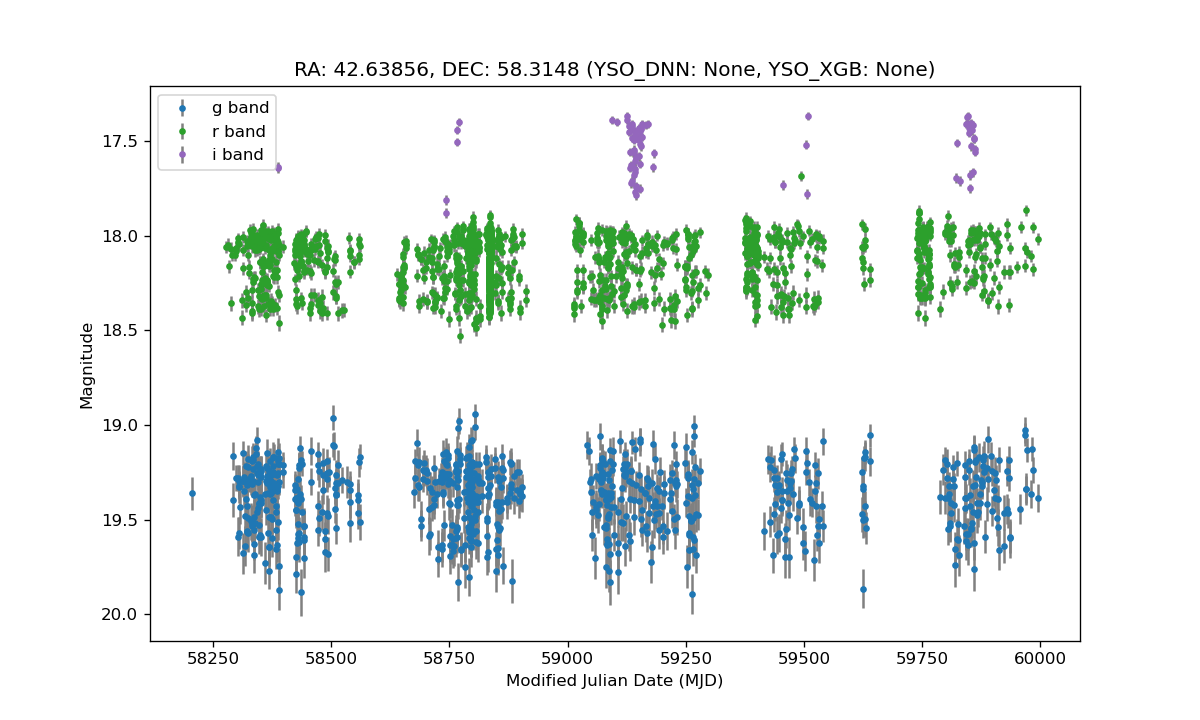 RA: 42.63856, DEC: 58.3148 (YSO_DNN: None, YSO_XGB: None)
g band
r band
i band
17.5
18.0
18.5
19.0
19.5
20.0
Magnitude
58250 58500 58750 59000 59250 59500 59750 60000
Modified Julian Date (MJD)